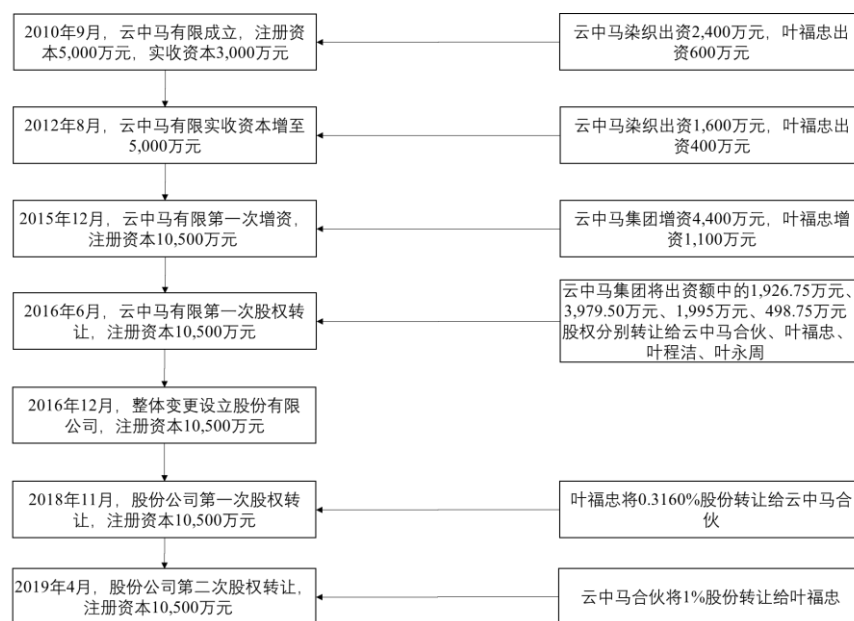 2010年9月，云中马有限成立，注册资
本5,000万元，实收资本3,000万元
云中马染织出资2,400万元，叶福忠出
资600万元
2012年8月，云中马有限实收资本增至
5,000万元
云中马染织出资1,600万元，叶福忠出
资400万元
2015年12月，云中马有限第一次增资，
注册资本10,500万元
云中马集团增资4,400万元，叶福忠增
资1,100万元
2016年6月，云中马有限第一次股权转
让，注册资本10,500万元
云中马集团将出资额中的1,926.75万元、
3,979.50万元、1,995万元、498.75万元
股权分别转让给云中马合伙、叶福忠、
叶程洁、叶永周
2016年12月，整体变更设立股份有限
公司，注册资本10,500万元
2018年11月，股份公司第一次股权转
让，注册资本10,500万元
叶福忠将0.3160%股份转让给云中马合
伙
2019年4月，股份公司第二次股权转让，
注册资本10,500万元
云中马合伙将1%股份转让给叶福忠